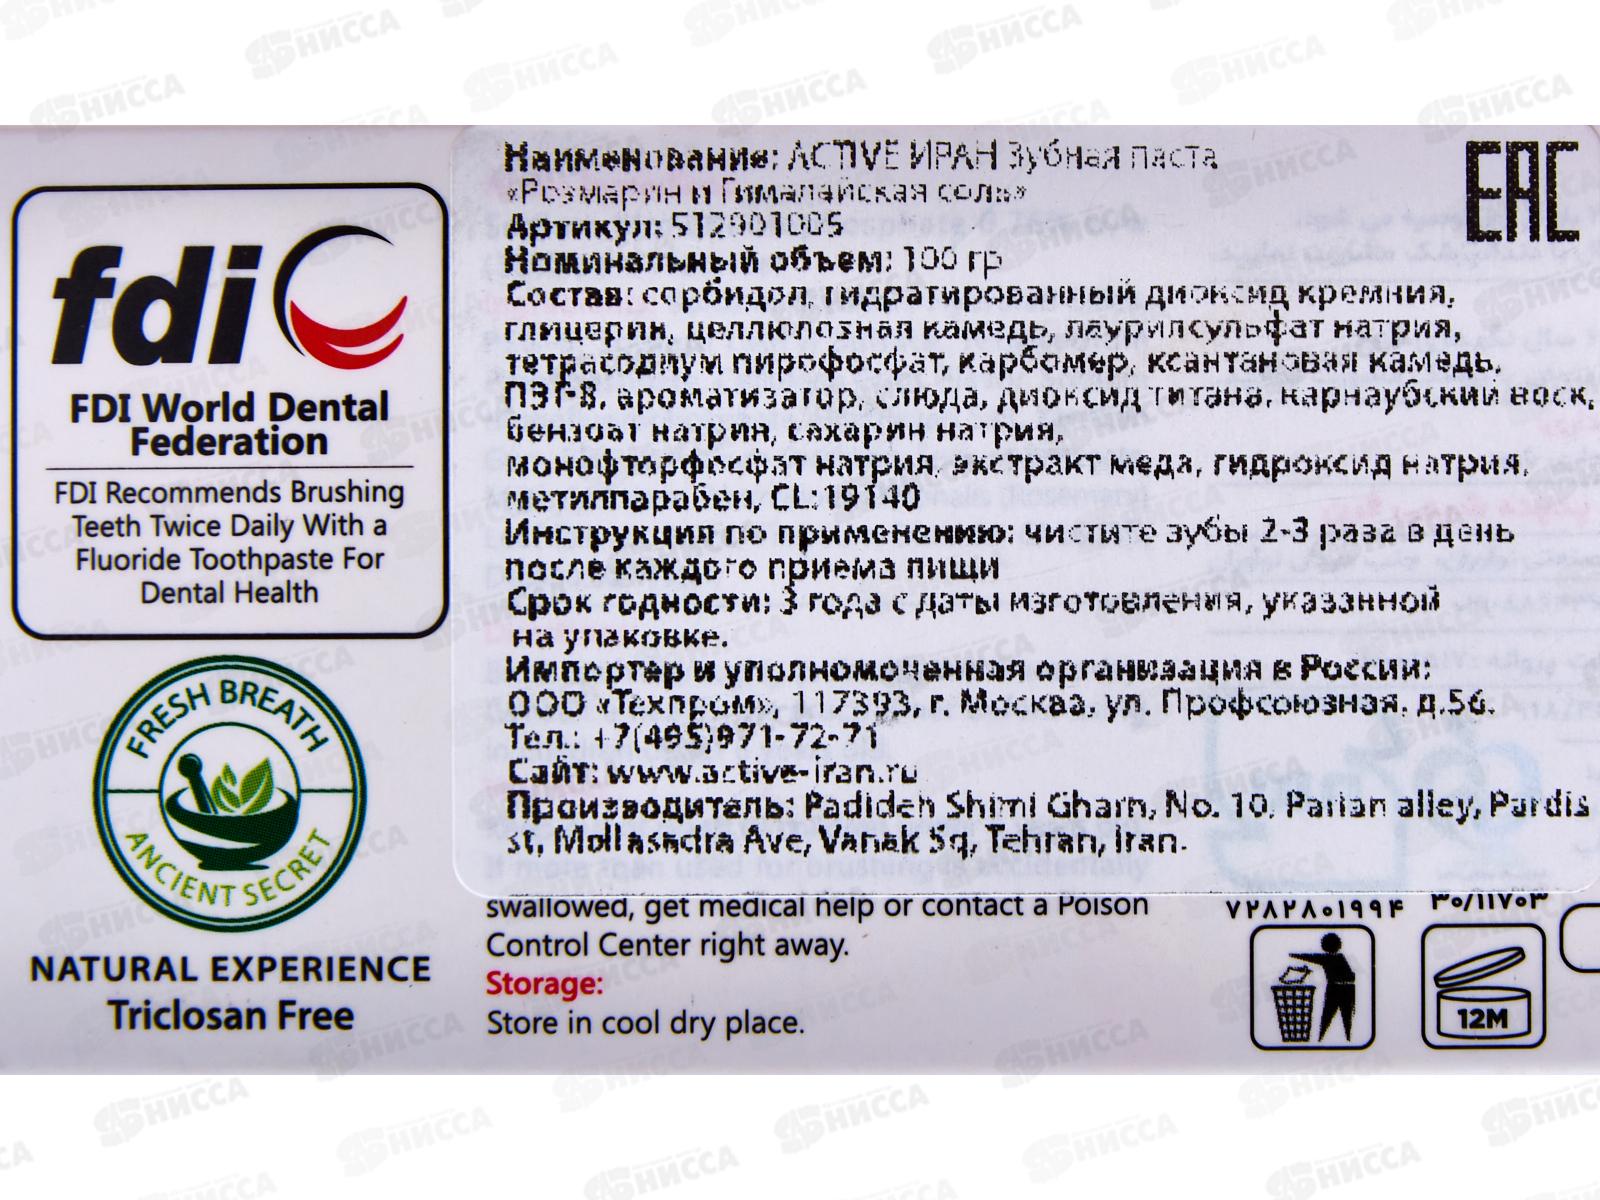 fdi
FDI World Dental
Federation
FDI Recommends Brushing
Teeth Twice Daily With a
Fluoride Toothpaste For
Dental Health
FRESH BREATH
ANCIENT SECRET
NATURAL EXPERIENCE
Triclosan Free
Наименование: ACTIVE ИРАН Зубная паста
«Розмарин и Гималайская соль»
Артикул: 512901005
Номинальный объем: 100 гр
Состав: сорбидол, гидратированный диоксид кремния,
глицерин, целлюлозная камедь, лаурилсульфат натрия,
тетрасодиум пирофосфат, карбомер, ксантановая камедь,
ПЭГ-8, ароматизатор, слюда, диоксид титана, карнаубский воск,
бензоат натрия, сахарин натрия,
монофторфосфат натрия, экстракт меда, гидроксид натрия,
метилпарабен, CL:19140
Инструкция по применению: чистите зубы 2-3 раза в день
после каждого приема пищи
Срок годности: 3 года с даты изготовления, указанной
на упаковке.
Импортер и уполномоченная организация в России:
ООО «Техпром», 117393, г. Москва, ул. Профсоюзная, д.56.
Тел.: +7(495)971-72-71
Сайт: www.active-iran.ru
Производитель: Padideh Shimi Gharn, No. 10, Parian alley, Pardis
st, Mollasadra Ave, Vanak Sq, Tehran, Iran.
EAC
swallowed, get medical help or contact a Poison
Control Center right away.
Storage:
Store in cool dry place.
۷۲۸۲۸۰۱۹۹۴
۳۰/۱۱۷۰۳
12M
НИССА